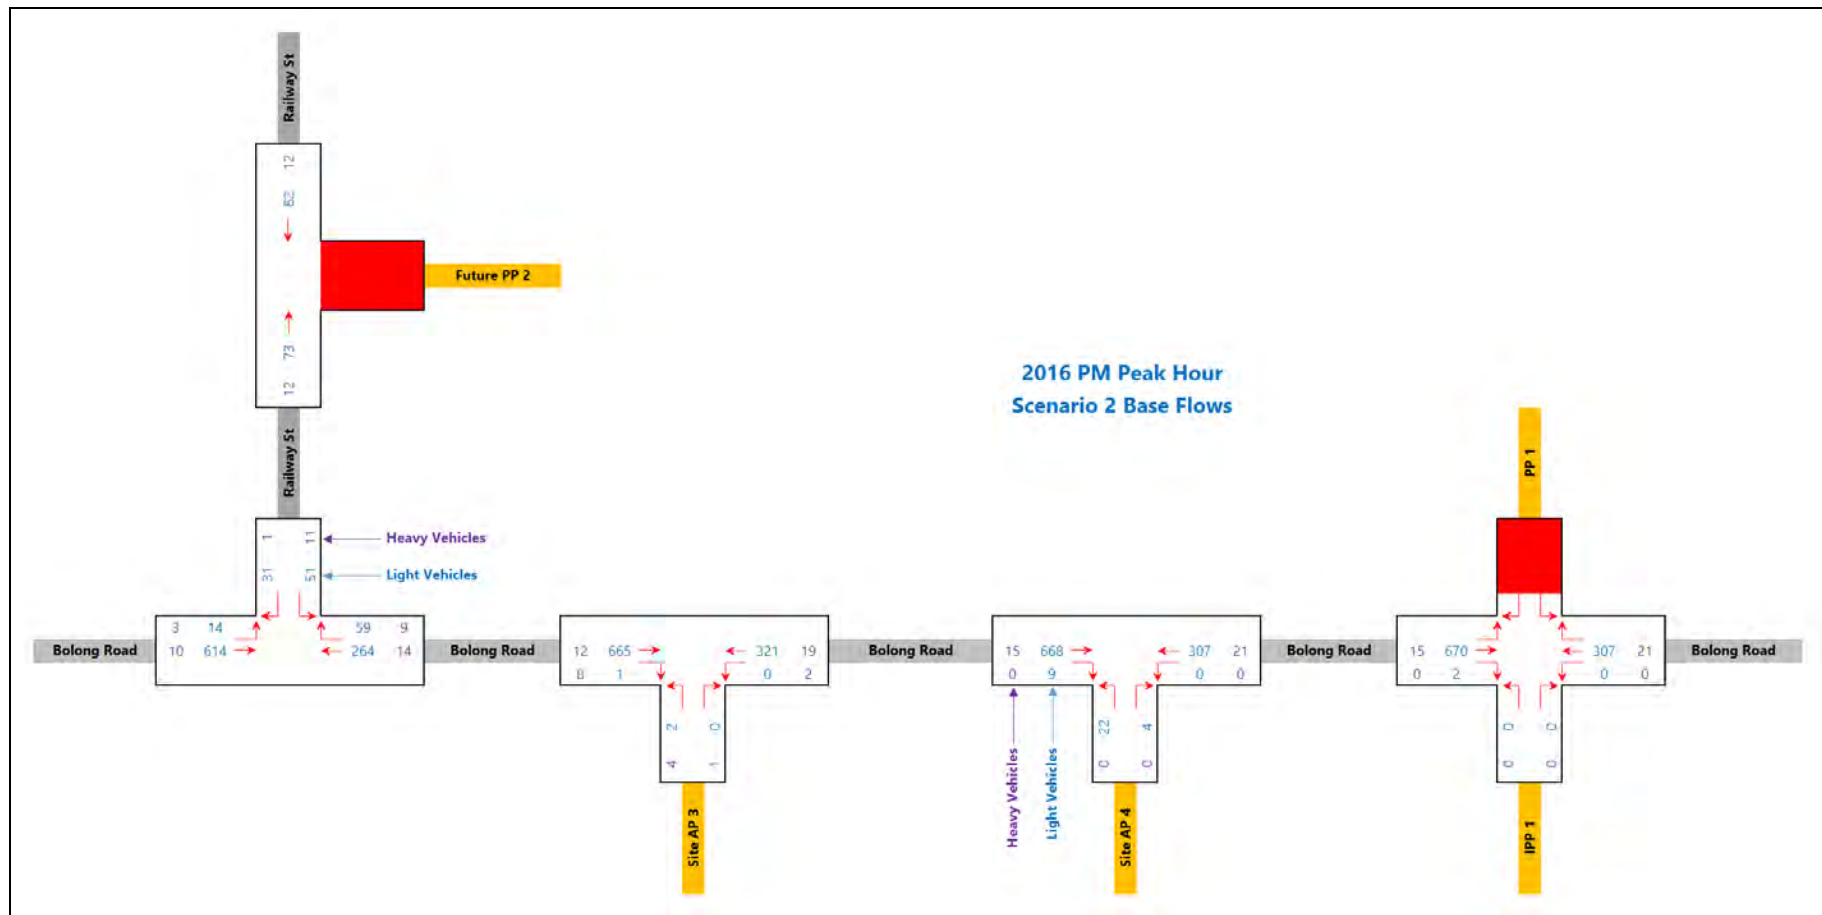 Railway St
12
62
Future PP 2
73
12
2016 PM Peak Hour
Scenario 2 Base Flows
Railway St
PP 1
1 11
Heavy Vehicles
31 51
Light Vehicles
3 14 59 9
Bolong Road 10 614 264 14 Bolong Road 12 665 321 19 Bolong Road 15 668 307 21 Bolong Road 15 670 307 21 Bolong Road
8 1 0 2 0 9 0 0 0 2 0 0
2 0 22 4 0 0
4 1 0 0 0 0
Heavy Vehicles
Light Vehicles
Site AP 3
Site AP 4
IPP 1